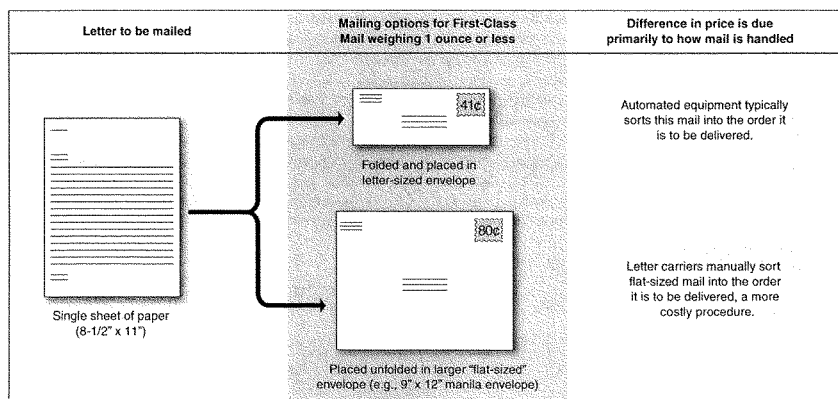 Letter to be mailed
Mailing options for First-Class
Mail weighing 1 ounce or less
Difference in price is due
primarily to how mail is handled
Single sheet of paper
(8-1/2" x 11")
41¢
Folded and placed in
letter-sized envelope
80¢
Placed unfolded in larger "flat-sized"
envelope (e.g., 9" x 12" manila envelope)
Automated equipment typically
sorts this mail into the order it
is to be delivered.
Letter carriers manually sort
flat-sized mail into the order
it is to be delivered, a more
costly procedure.